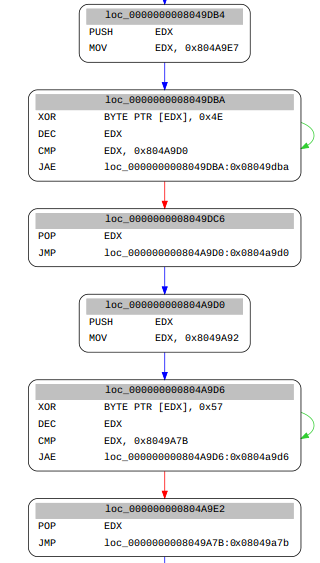 loc_0000000008049DB4
PUSH EDX
MOV EDX, 0x804A9E7
loc_0000000008049DBA
XOR BYTE PTR [EDX], 0x4E
DEC EDX
CMP EDX, 0x804A9D0
JAE loc_0000000008049DBA:0x08049dba
loc_0000000008049DC6
POP EDX
JMP loc_000000000804A9D0:0x0804a9d0
loc_000000000804A9D0
PUSH EDX
MOV EDX, 0x8049A92
loc_000000000804A9D6
XOR BYTE PTR [EDX], 0x57
DEC EDX
CMP EDX, 0x8049A7B
JAE loc_000000000804A9D6:0x0804a9d6
loc_000000000804A9E2
POP EDX
JMP loc_0000000008049A7B:0x08049a7b